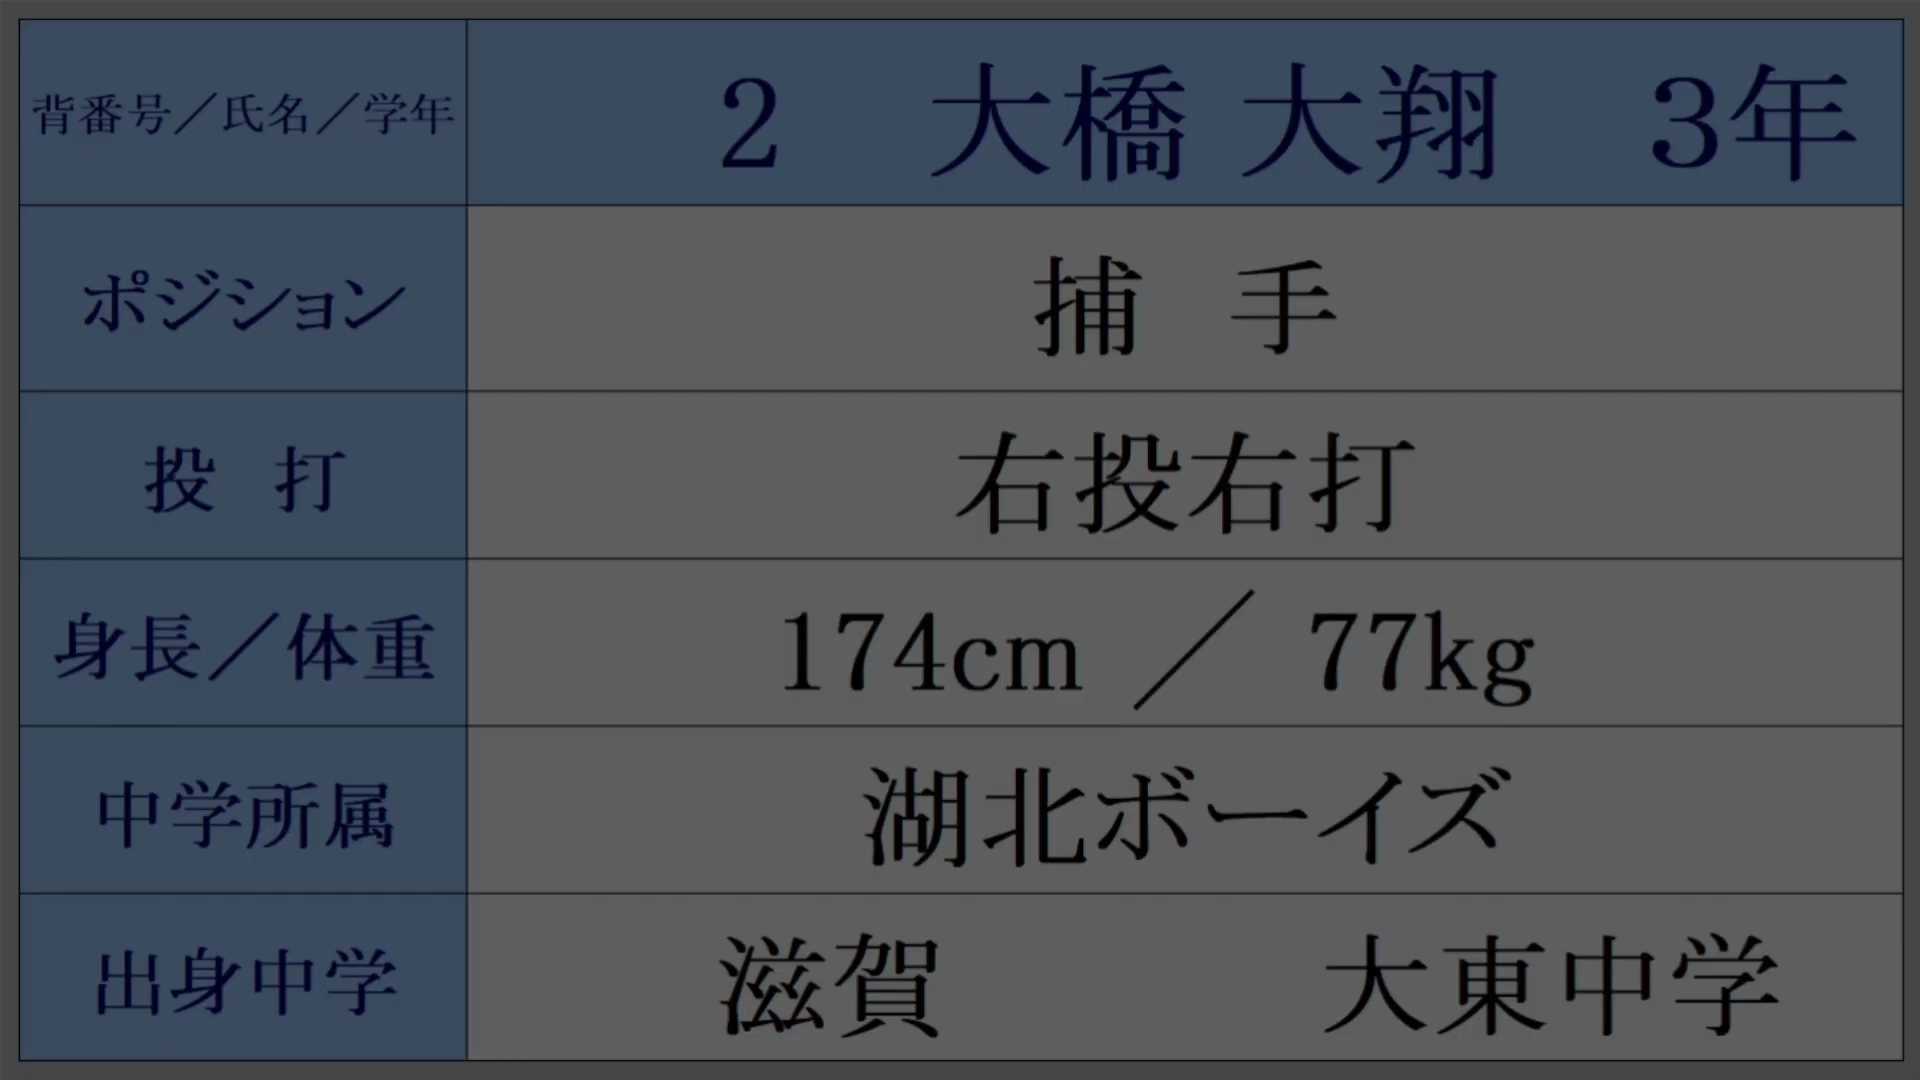 背番号／氏名／学年 2 大橋 大翔 3年
ポジション 捕 手
投 打 右投右打
身長／体重 174cm ／ 77kg
中学所属 湖北ボーイズ
出身中学 滋賀 大東中学